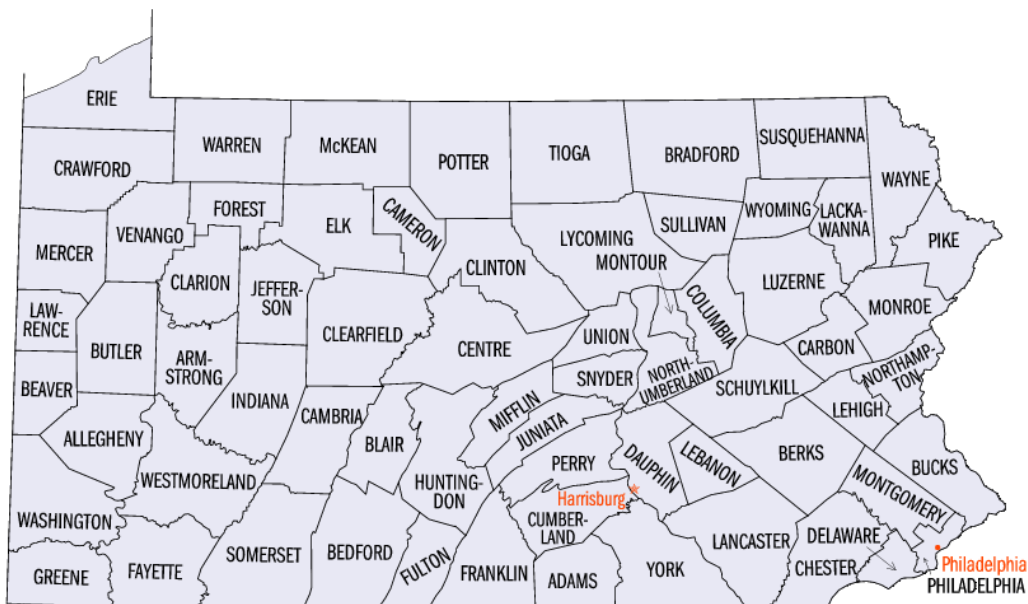 ERIE
WARREN
McKEAN
POTTER
TIOGA
BRADFORD
SUSQUEHANNA
CRAWFORD
WAYNE
FOREST
VENANGO
ELK
CAMERON
SULLIVAN
WYOMING
LACKA-
WANNA
MERCER
CLARION
LYCOMING
MONTOUR
PIKE
CLINTON
JEFFER-
SON
LUZERNE
LAW-
RENCE
MONROE
COLUMBIA
CLEARFIELD
UNION
BUTLER
CENTRE
CARBON
ARM-
STRONG
SNYDER
NORTH-
UMBERLAND
SCHUYLKILL
NORTHAMP-
TON
BEAVER
INDIANA
CAMBRIA
MIFFLIN
LEHIGH
ALLEGHENY
BLAIR
JUNIATA
PERRY
DAUPHIN
LEBANON
BERKS
BUCKS
WESTMORELAND
HUNTING-
DON
MONTGOMERY
Harrisburg
WASHINGTON
CUMBER-
LAND
LANCASTER
DELAWARE
SOMERSET
BEDFORD
FULTON
FRANKLIN
ADAMS
YORK
CHESTER
Philadelphia
PHILADELPHIA
GREENE
FAYETTE